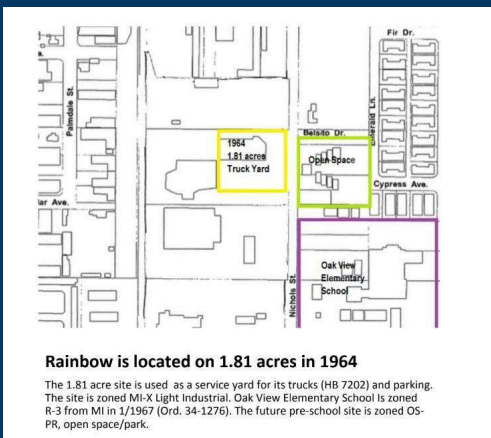 Fir Dr.
Palmdale St.
Belsito Dr.
Emerald Ln.
1964
1.81 acres
Truck Yard
Open Space
Cypress Ave.
lar Ave.
Oak View
Elementary
School
Nichols St.
Rainbow is located on 1.81 acres in 1964
The 1.81 acre site is used as a service yard for its trucks (HB 7202) and parking.
The site is zoned MI-X Light Industrial. Oak View Elementary School Is zoned
R-3 from MI in 1/1967 (Ord. 34-1276). The future pre-school site is zoned OS-
PR, open space/park.